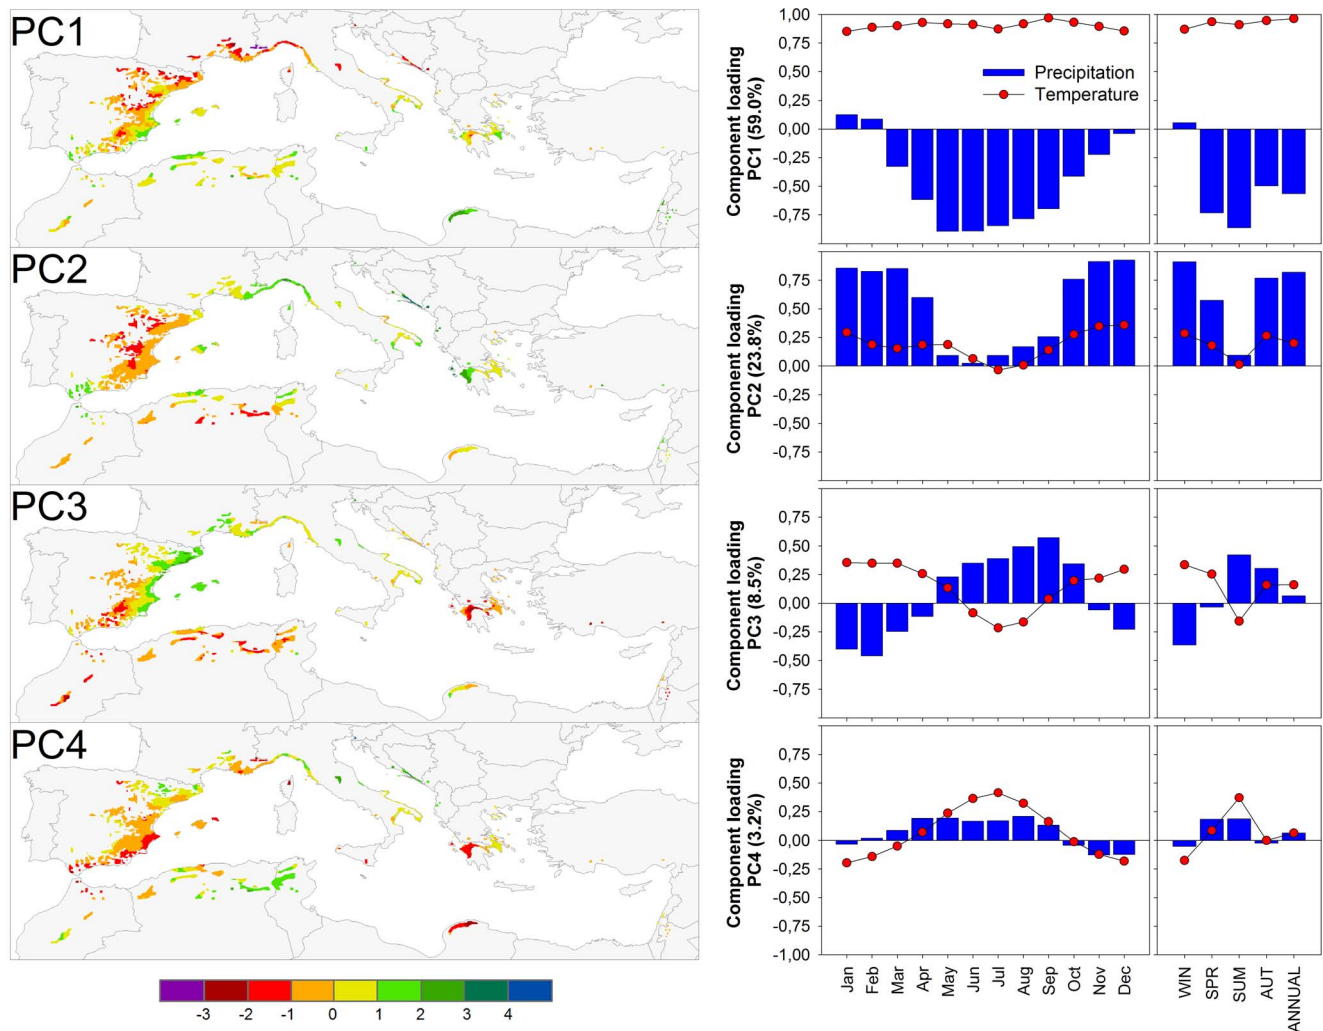 PC1
PC2
PC3
PC4
-3 -2 -1 0 1 2 3 4
Component loading
PC1 (59.0%)
1,00
0,75
0,50
0,25
0,00
-0,25
-0,50
-0,75
Precipitation
Temperature
Component loading
PC2 (23.8%)
0,75
0,50
0,25
0,00
-0,25
-0,50
-0,75
Component loading
PC3 (8.5%)
0,75
0,50
0,25
0,00
-0,25
-0,50
-0,75
Component loading
PC4 (3.2%)
0,75
0,50
0,25
0,00
-0,25
-0,50
-0,75
-1,00
Jan Feb Mar Apr May Jun Jul Aug Sep Oct Nov Dec
WIN SPR SUM AUT ANNUAL